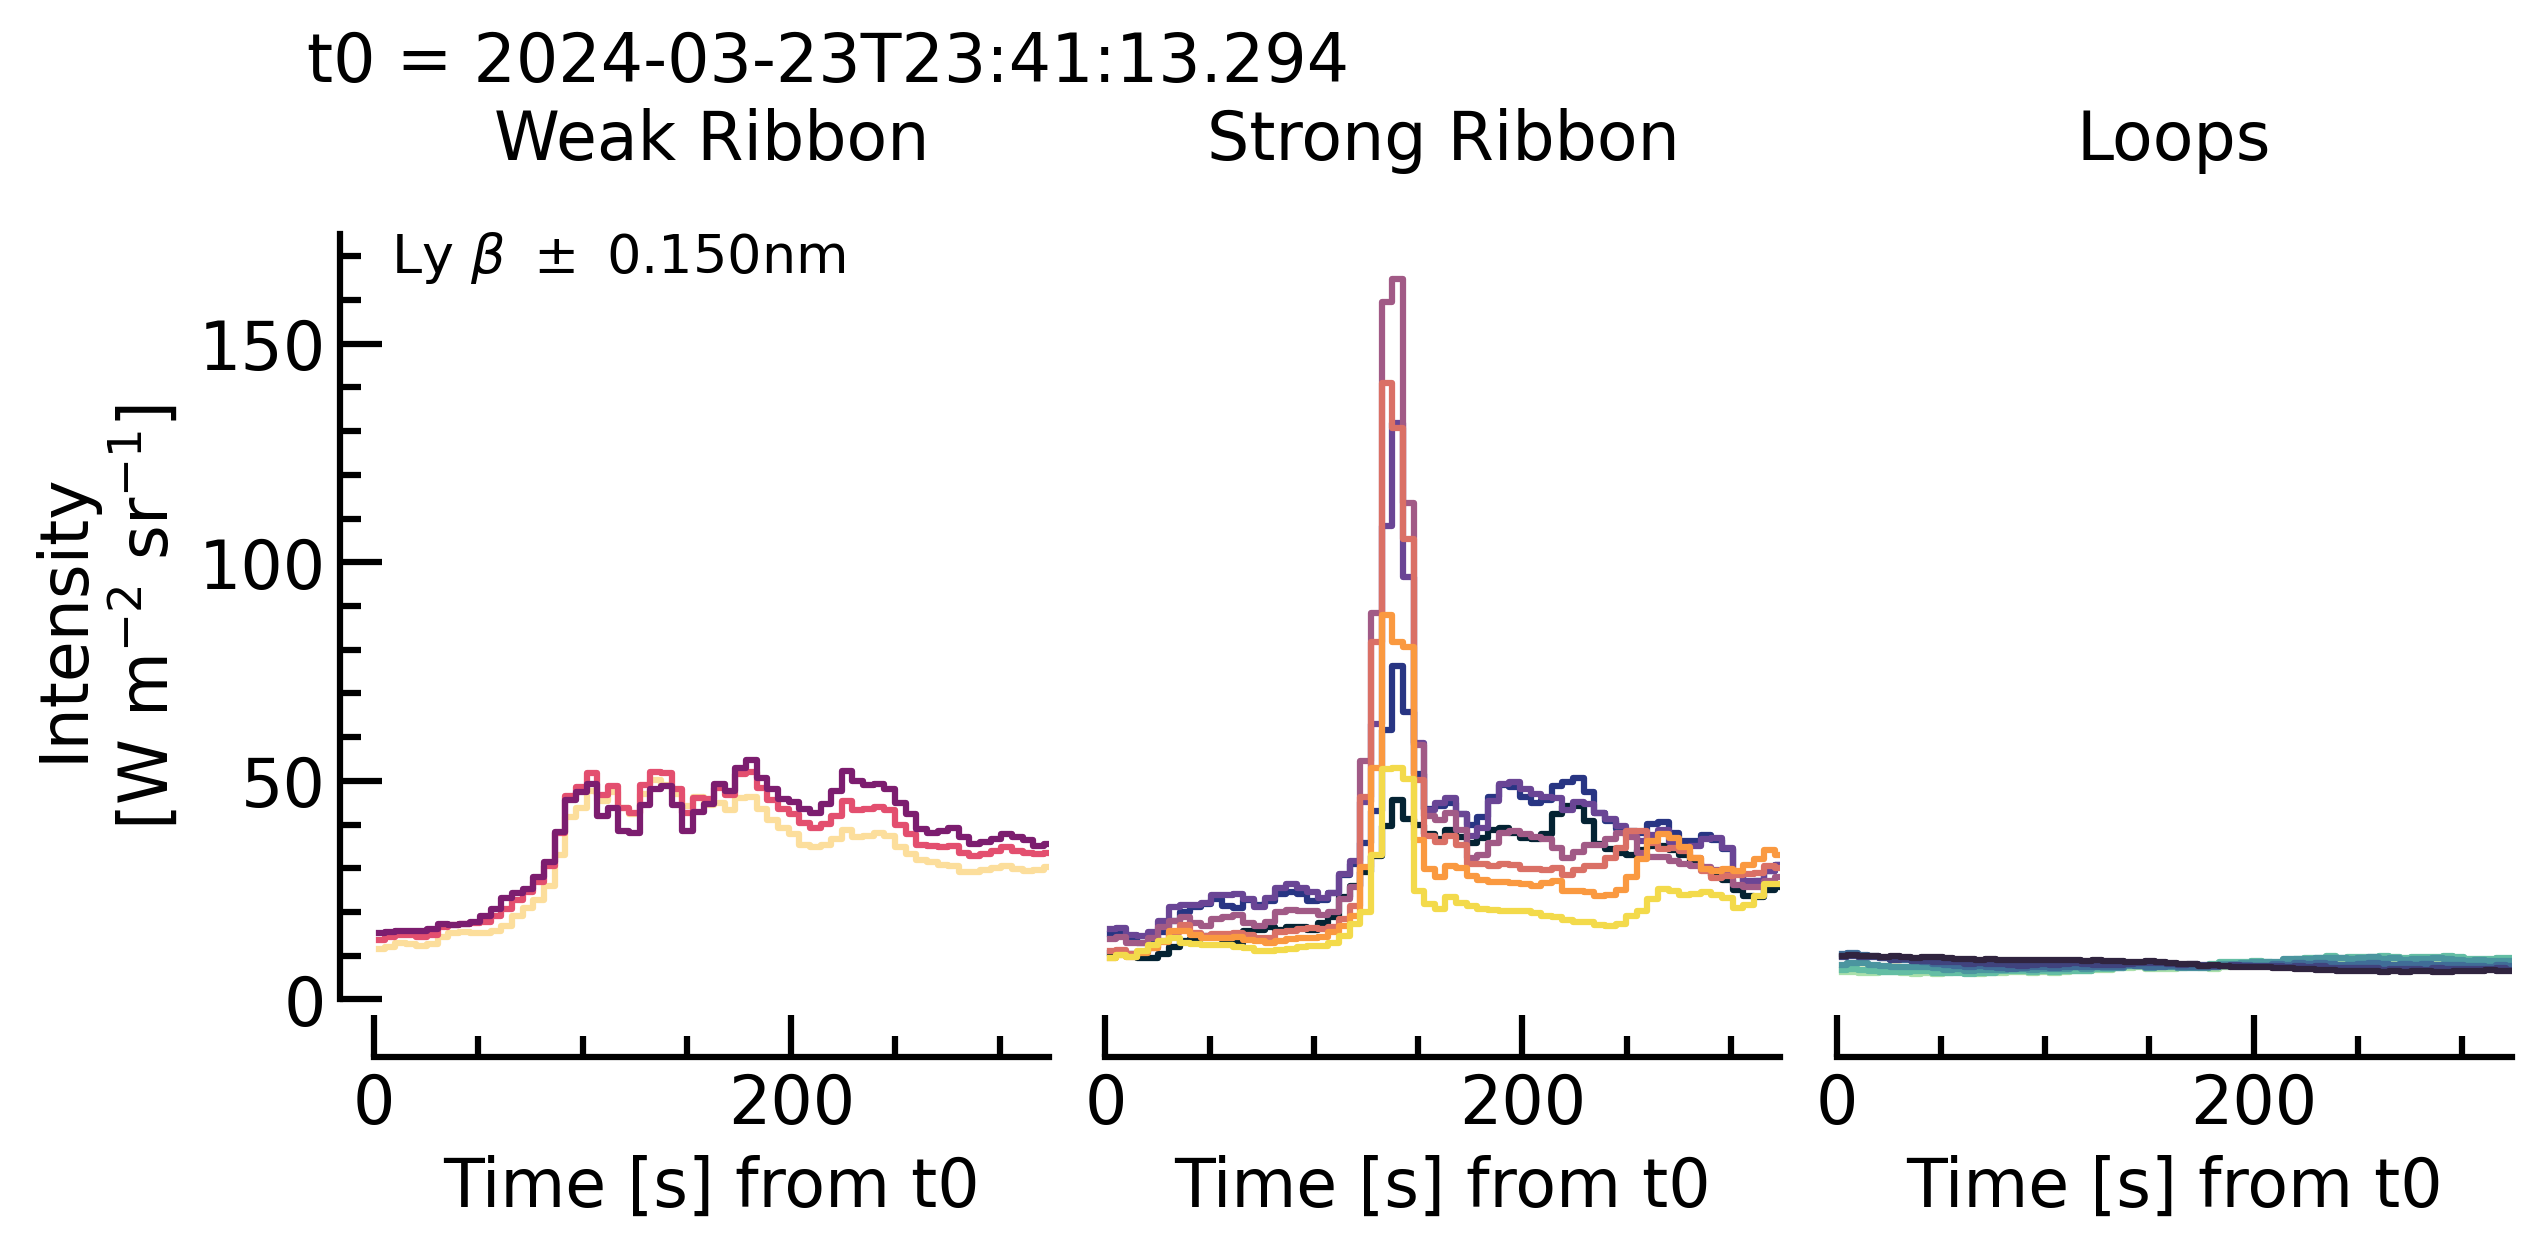 t0 = 2024-03-23T23:41:13.294
Weak Ribbon
Strong Ribbon
Loops
Ly β ± 0.150nm
Intensity
[W m⁻² sr⁻¹]
150
100
50
0
0
200
0
200
0
200
Time [s] from t0
Time [s] from t0
Time [s] from t0